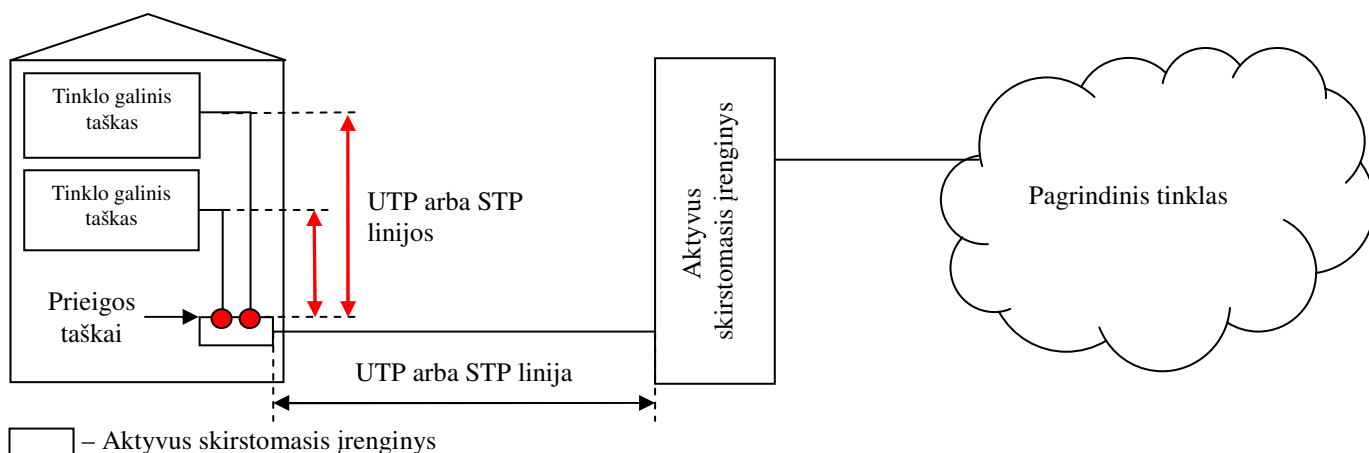 Tinklo galinis
taškas
Tinklo galinis
taškas
Prieigos
taškai
UTP arba STP
linijos
UTP arba STP linija
Aktyvus
skirstomasis įrenginys
Pagrindinis tinklas
– Aktyvus skirstomasis įrenginys